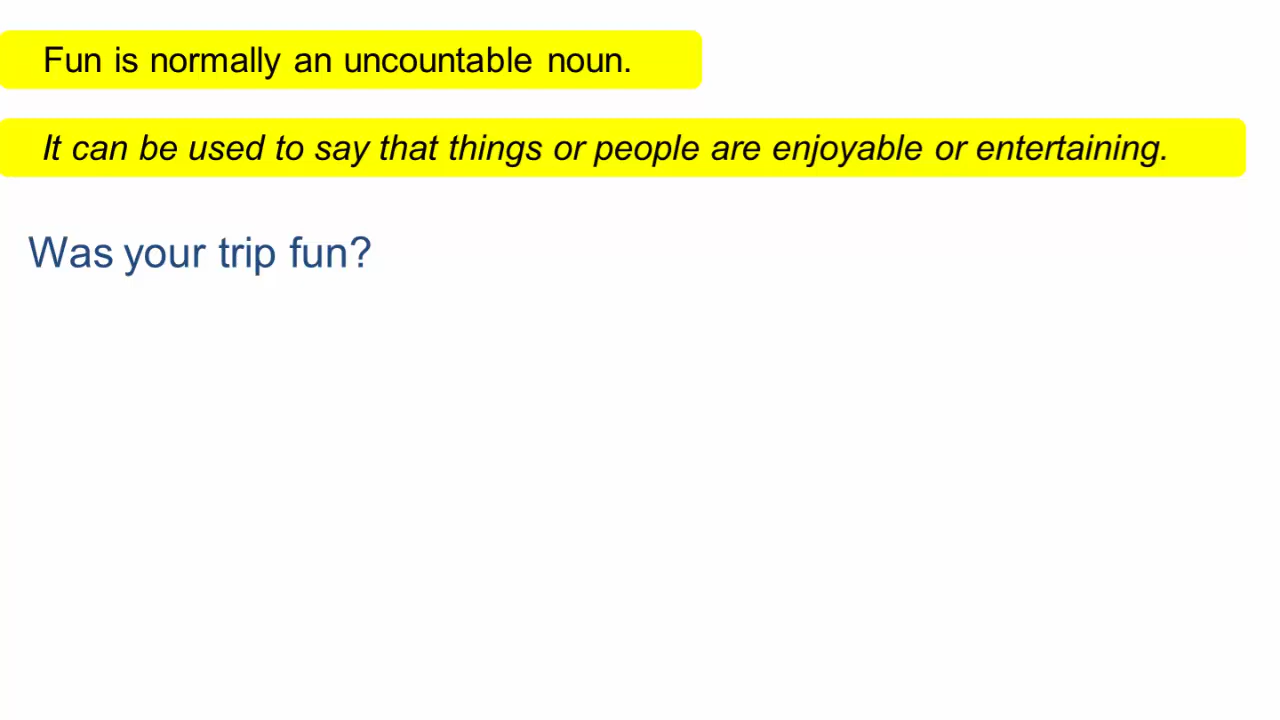 Fun is normally an uncountable noun.
It can be used to say that things or people are enjoyable or entertaining.
Was your trip fun?